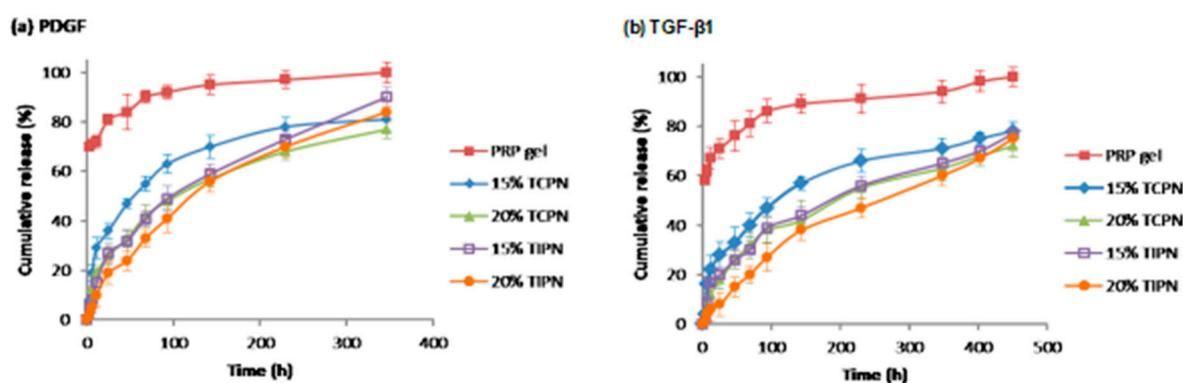 (a) PDGF
100
80
60
40
20
0
Cumulative release (%)
0 100 200 300 400
Time (h)
PRP gel
15% TCPN
20% TCPN
15% TIPN
20% TIPN
(b) TGF-β1
100
80
60
40
20
0
Cumulative release (%)
0 100 200 300 400 500
Time (h)
PRP gel
15% TCPN
20% TCPN
15% TIPN
20% TIPN